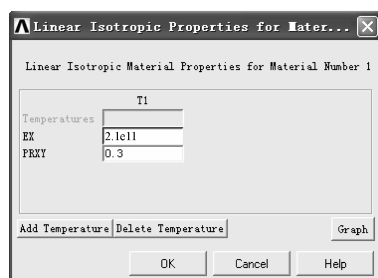 Linear Isotropic Properties for Mater...
Linear Isotropic Material Properties for Material Number 1
T1
Temperatures
EX 2.1e11
PRXY 0.3
Add Temperature Delete Temperature Graph
OK Cancel Help